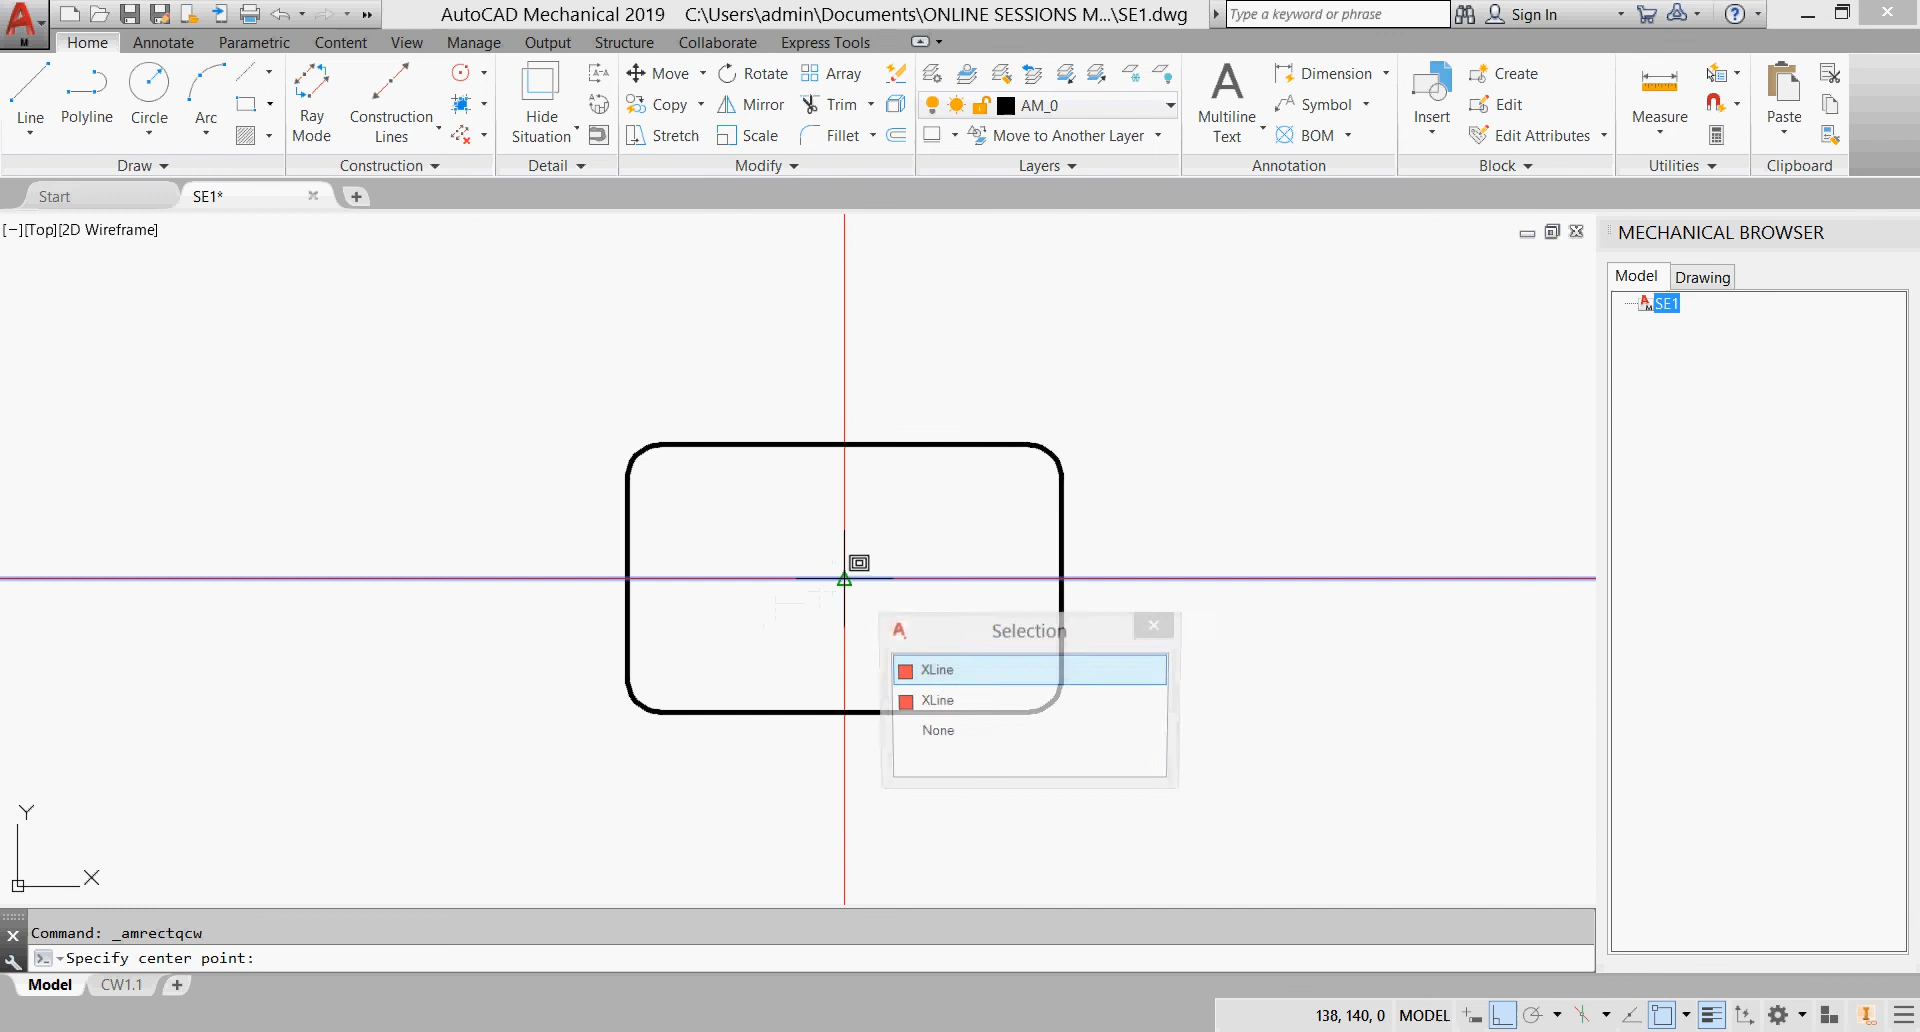 AutoCAD Mechanical 2019 C:\Users\admin\Documents\ONLINE SESSIONS M...\SE1.dwg
Type a keyword or phrase
Sign In
Home Annotate Parametric Content View Manage Output Structure Collaborate Express Tools
Line
Polyline
Circle
Arc
Draw
Ray
Mode
Construction
Lines
Construction
Hide
Situation
Detail
Move Rotate Array
Copy Mirror Trim
Stretch Scale Fillet
Modify
AM_0
Move to Another Layer
Layers
Multiline
Text
Dimension
Symbol
BOM
Annotation
Insert
Create
Edit
Edit Attributes
Block
Measure
Utilities
Paste
Clipboard
Start SE1*
[−][Top][2D Wireframe]
MECHANICAL BROWSER
Model Drawing
SE1
Selection
XLine
XLine
None
Y
X
Command: _amrectqcw
Specify center point:
Model CW1.1
138, 140, 0 MODEL